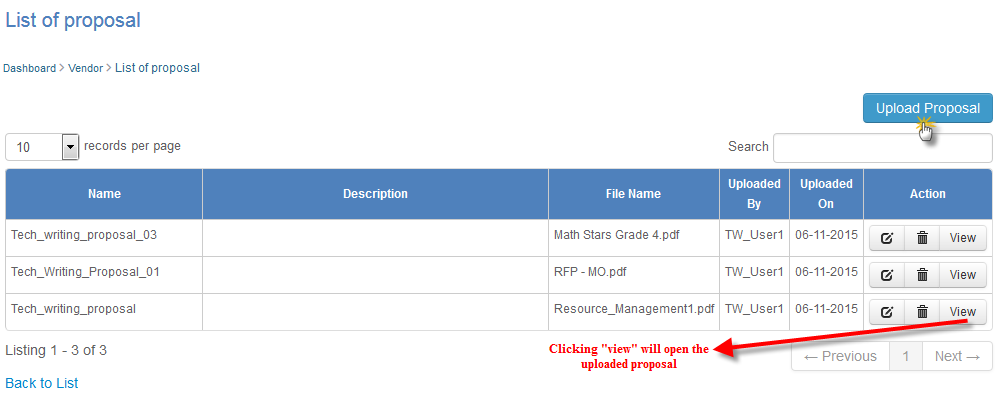 List of proposal
Dashboard > Vendor > List of proposal
Upload Proposal
10 records per page Search
Name Description File Name Uploaded By Uploaded On Action
Tech_writing_proposal_03 Math Stars Grade 4.pdf TW_User1 06-11-2015 View
Tech_Writing_Proposal_01 RFP - MO.pdf TW_User1 06-11-2015 View
Tech_writing_proposal Resource_Management1.pdf TW_User1 06-11-2015 View
Listing 1 - 3 of 3 Clicking "view" will open the ← Previous 1 Next →
uploaded proposal
Back to List